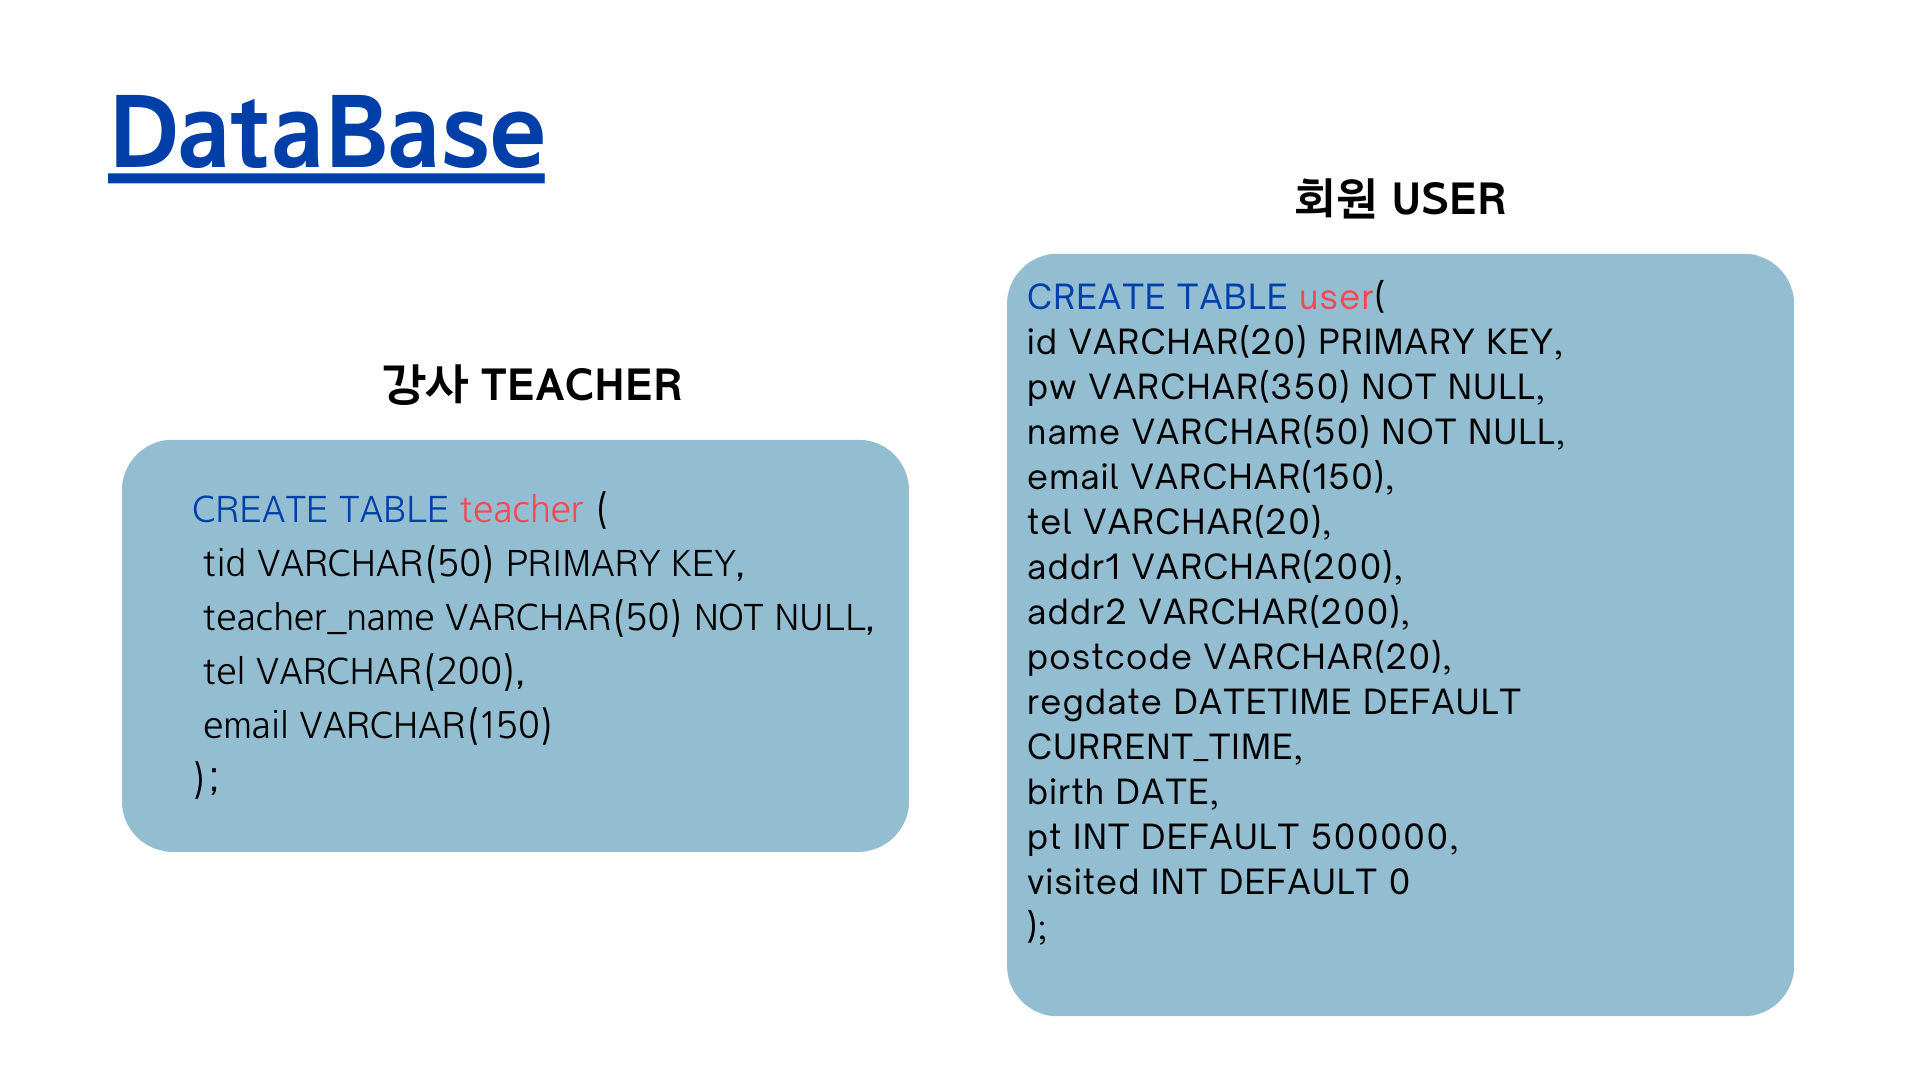 DataBase
강사 TEACHER
CREATE TABLE teacher (
tid VARCHAR(50) PRIMARY KEY,
teacher_name VARCHAR(50) NOT NULL,
tel VARCHAR(200),
email VARCHAR(150)
);
회원 USER
CREATE TABLE user(
id VARCHAR(20) PRIMARY KEY,
pw VARCHAR(350) NOT NULL,
name VARCHAR(50) NOT NULL,
email VARCHAR(150),
tel VARCHAR(20),
addr1 VARCHAR(200),
addr2 VARCHAR(200),
postcode VARCHAR(20),
regdate DATETIME DEFAULT
CURRENT_TIME,
birth DATE,
pt INT DEFAULT 500000,
visited INT DEFAULT 0
);